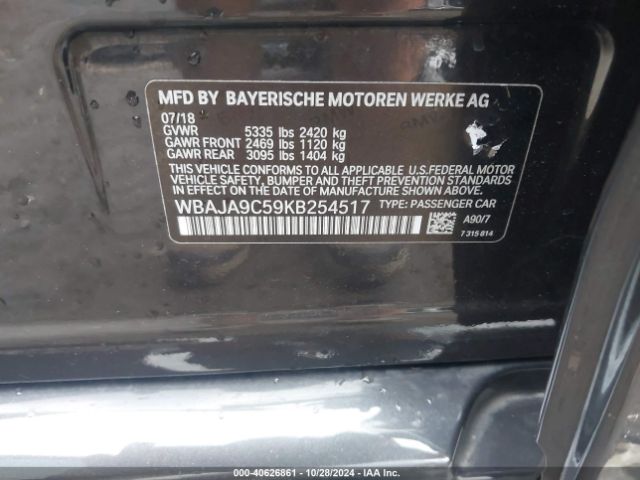 MFD BY BAYERISCHE MOTOREN WERKE AG
07/18
GVWR 5335 lbs 2420 kg
GAWR FRONT 2469 lbs 1120 kg
GAWR REAR 3095 lbs 1404 kg
THIS VEHICLE CONFORMS TO ALL APPLICABLE U.S.FEDERAL MOTOR
VEHICLE SAFETY, BUMPER AND THEFT PREVENTION STANDARDS
IN EFFECT ON THE DATE OF MANUFACTURE SHOWN ABOVE.
WBAJA9C59KB254517 TYPE: PASSENGER CAR
A90/7
7 315 614
000-40626861 | 10/28/2024 | IAA Inc.